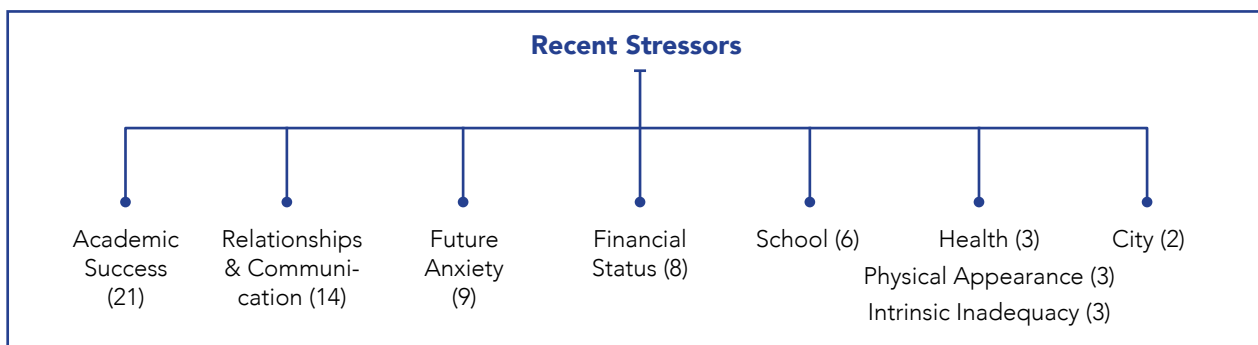 Recent Stressors
Academic
Success
(21)
Relationships
& Communi-
cation (14)
Future
Anxiety
(9)
Financial
Status (8)
School (6)
Health (3)
Physical Appearance (3)
Intrinsic Inadequacy (3)
City (2)